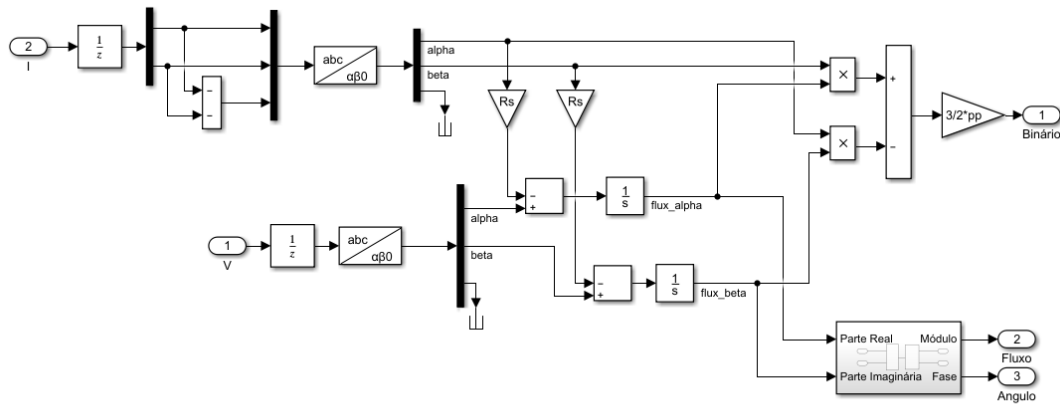 2
I
1
z
abc
αβ0
alpha
beta
Rs
Rs
×
×
+
−
3/2*pp
1
Binário
−
−
1
V
1
z
abc
αβ0
alpha
beta
−
+
1
s
flux_alpha
−
+
1
s
flux_beta
Parte Real
Módulo
Parte Imaginária
Fase
2
Fluxo
3
Angulo